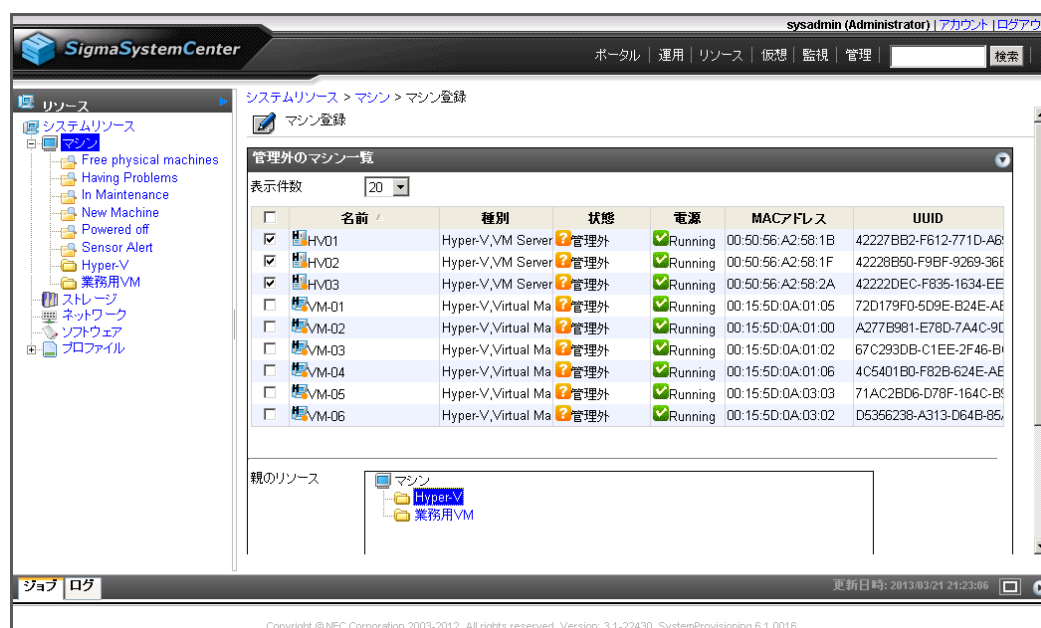 sysadmin (Administrator) | アカウント | ログアウ
SigmaSystemCenter
ポータル | 運用 | リソース | 仮想 | 監視 | 管理 | 検索
リソース
システムリソース
マシン
Free physical machines
Having Problems
In Maintenance
New Machine
Powered off
Sensor Alert
Hyper-V
業務用VM
ストレージ
ネットワーク
ソフトウェア
プロファイル
システムリソース > マシン > マシン登録
マシン登録
管理外のマシン一覧
表示件数 20
名前 種別 状態 電源 MACアドレス UUID
HV01 Hyper-V,VM Server 管理外 Running 00:50:56:A2:58:1B 42227BB2-F612-771D-A6
HV02 Hyper-V,VM Server 管理外 Running 00:50:56:A2:58:1F 42228B50-F9BF-9269-36E
HV03 Hyper-V,VM Server 管理外 Running 00:50:56:A2:58:2A 42222DEC-F835-1634-EE
VM-01 Hyper-V,Virtual Ma 管理外 Running 00:15:5D:0A:01:05 72D179F0-5D9E-B24E-AE
VM-02 Hyper-V,Virtual Ma 管理外 Running 00:15:5D:0A:01:00 A277B981-E78D-7A4C-9D
VM-03 Hyper-V,Virtual Ma 管理外 Running 00:15:5D:0A:01:02 67C293DB-C1EE-2F46-B
VM-04 Hyper-V,Virtual Ma 管理外 Running 00:15:5D:0A:01:06 4C5401B0-F82B-624E-AE
VM-05 Hyper-V,Virtual Ma 管理外 Running 00:15:5D:0A:03:03 71AC2BD6-D78F-164C-B
VM-06 Hyper-V,Virtual Ma 管理外 Running 00:15:5D:0A:03:02 D5356238-A313-D64B-85
親のリソース
マシン
Hyper-V
業務用VM
ジョブ ログ
更新日時: 2013/03/21 21:23:06
Copyright © NEC Corporation 2003-2012. All rights reserved. Version: 3.1-22430 SystemProvisioning 6.1.0016